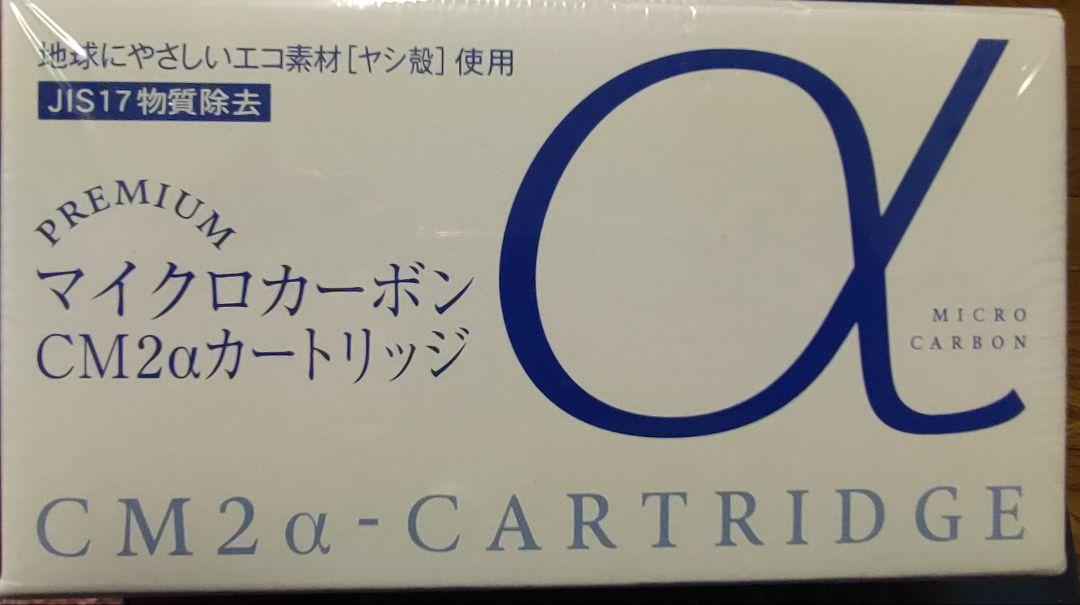 地球にやさしいエコ素材[ヤシ殻]使用
JIS17物質除去
PREMIUM
マイクロカーボン
CM2αカートリッジ
α
MICRO
CARBON
CM2α-CARTRIDGE